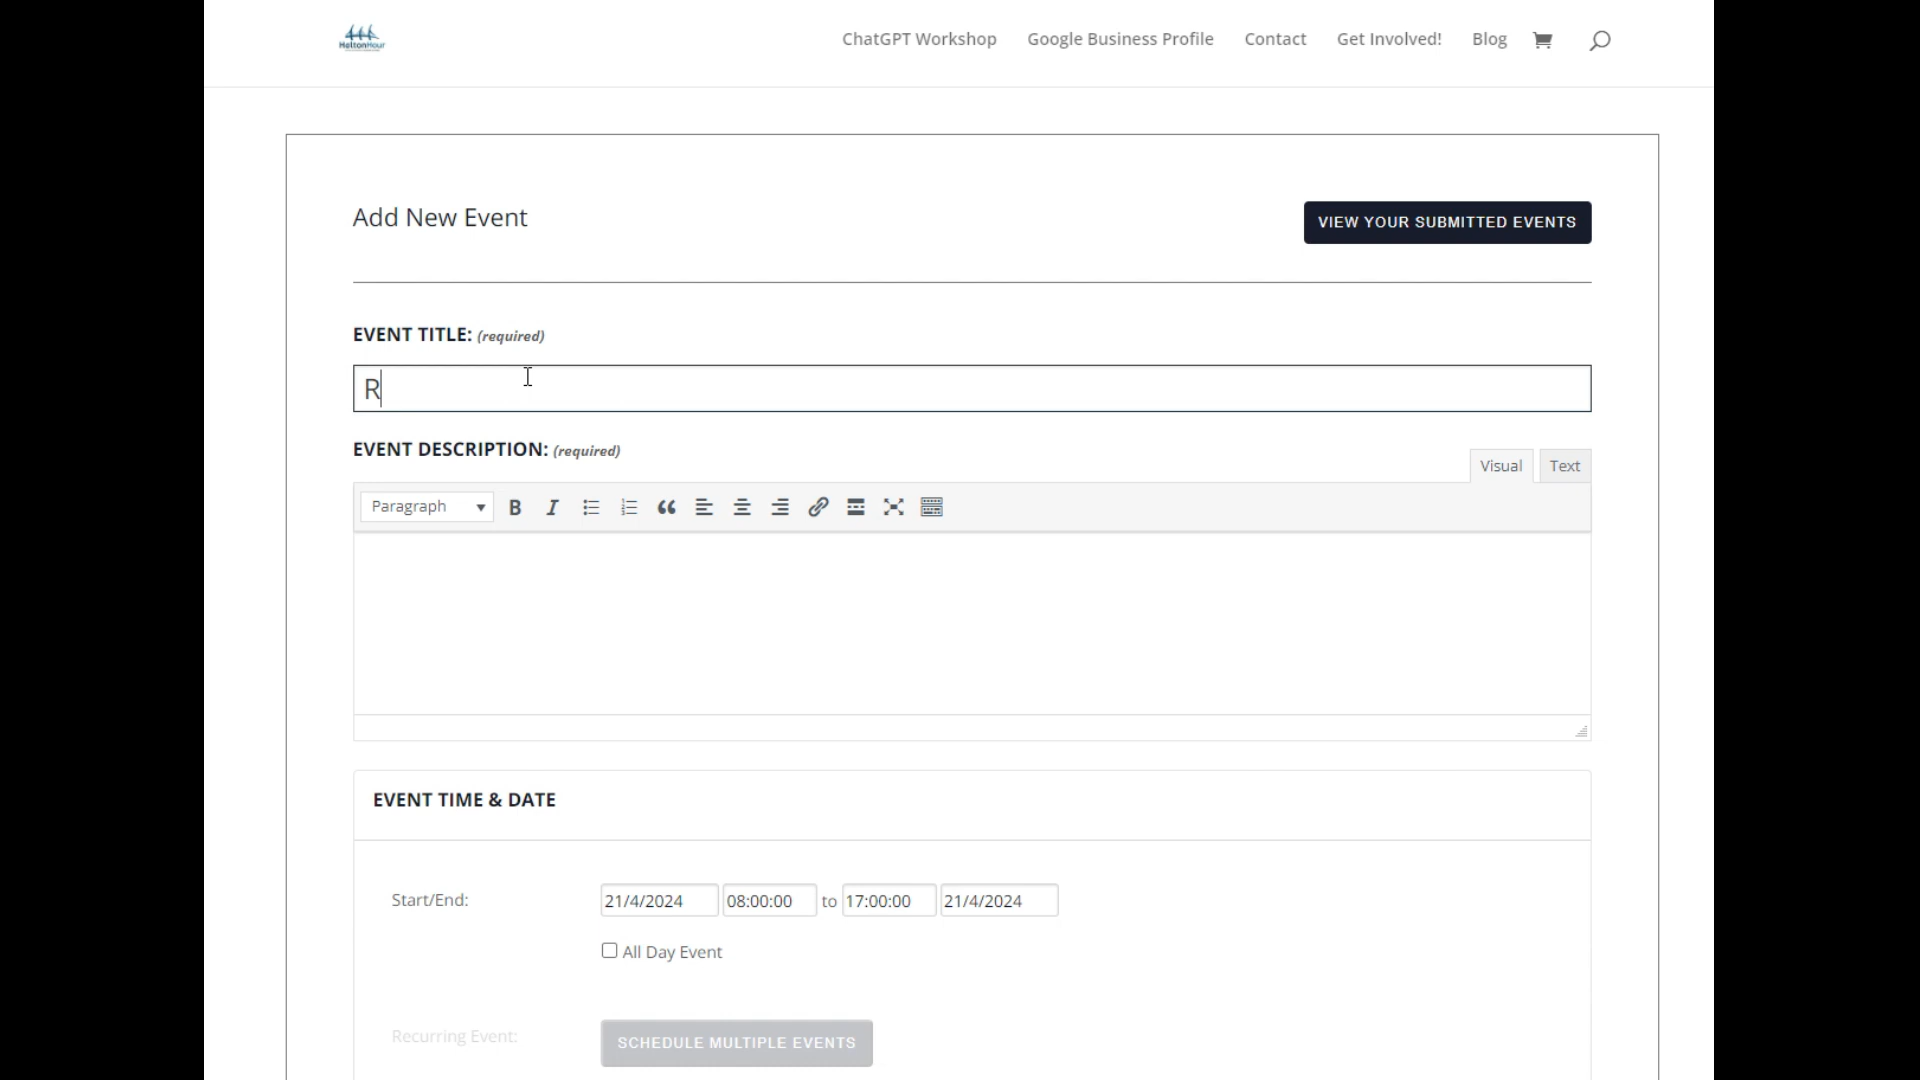 HeltonHour
ChatGPT Workshop Google Business Profile Contact Get Involved! Blog
Add New Event
VIEW YOUR SUBMITTED EVENTS
EVENT TITLE: (required)
R
EVENT DESCRIPTION: (required)
Visual Text
Paragraph
EVENT TIME & DATE
Start/End: 21/4/2024 08:00:00 to 17:00:00 21/4/2024
All Day Event
Recurring Event: SCHEDULE MULTIPLE EVENTS